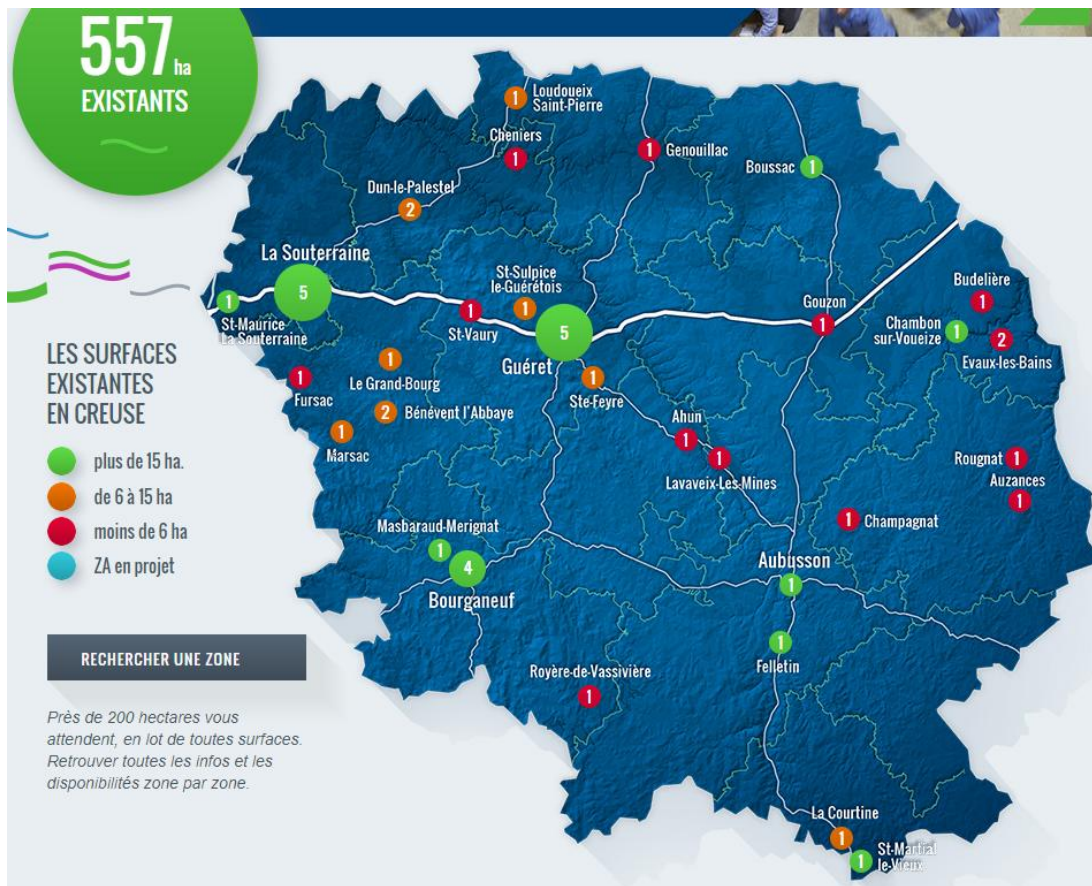 557 ha
EXISTANTS
1
Loudoueix
Saint-Pierre
Cheniers
1
1
Genouillac
Boussac
1
Dun-le-Palestel
2
La Souterraine
5
St-Sulpice
le-Guérétois
1
1
St-Maurice
La Souterraine
1
St-Vaury
5
Guéret
Gouzon
1
Budelière
1
Chambon
sur-Voueize
1
2
Evaux-les-Bains
LES SURFACES
EXISTANTES
EN CREUSE
plus de 15 ha.
de 6 à 15 ha
moins de 6 ha
ZA en projet
1
Fursac
1
Le Grand-Bourg
2
Bénévent l'Abbaye
1
Marsac
1
Ste-Feyre
Ahun
1
1
Lavaveix-Les-Mines
Rougnat
1
Auzances
1
1
Champagnat
Masbaraud-Merignat
1
4
Bourganeuf
Aubusson
1
1
Felletin
Royère-de-Vassivière
1
RECHERCHER UNE ZONE
Près de 200 hectares vous
attendent, en lot de toutes surfaces.
Retrouver toutes les infos et les
disponibilités zone par zone.
La Courtine
1
1
St-Martial
le-Vieux